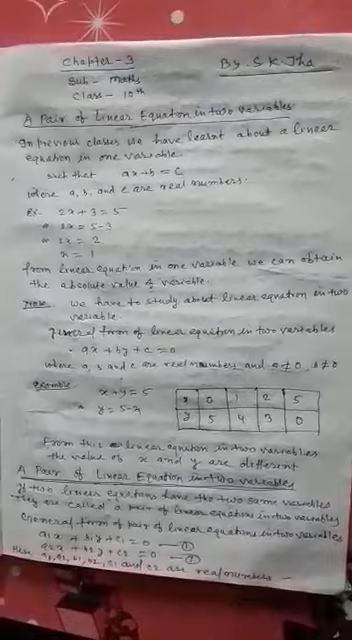 Chapter-3 By. S.K. Jha
Sub- maths
Class- 10th
A Pair of Linear Equation in two variables
In previous classes we have learnt about a linear
equation in one variable.
such that ax+b = c
where a, b, and c are real numbers.
Ex- 2x+3=5
or 2x = 5-3
or 2x = 2
x = 1
from linear equation in one variable we can obtain
the absolute value of variable.
Now we have to study about linear equation in two
variable.
General form of linear equation in two variables
ax + by + c = 0
where a, b and c are real numbers and a≠0, b≠0
Example x+y=5
y = 5-x
x 0 1 2 5
y 5 4 3 0
From this linear equation in two variables
the value of x and y are different
A Pair of Linear Equation in two variables
If two linear equations have the two same variables
They are called a pair of linear equation in two variables
General form of pair of linear equations in two variables
a1x + b1y + c1 = 0 — ①
a2x + b2y + c2 = 0 — ①
Here a1, a2, b1, b2, c1 and c2 are real numbers —